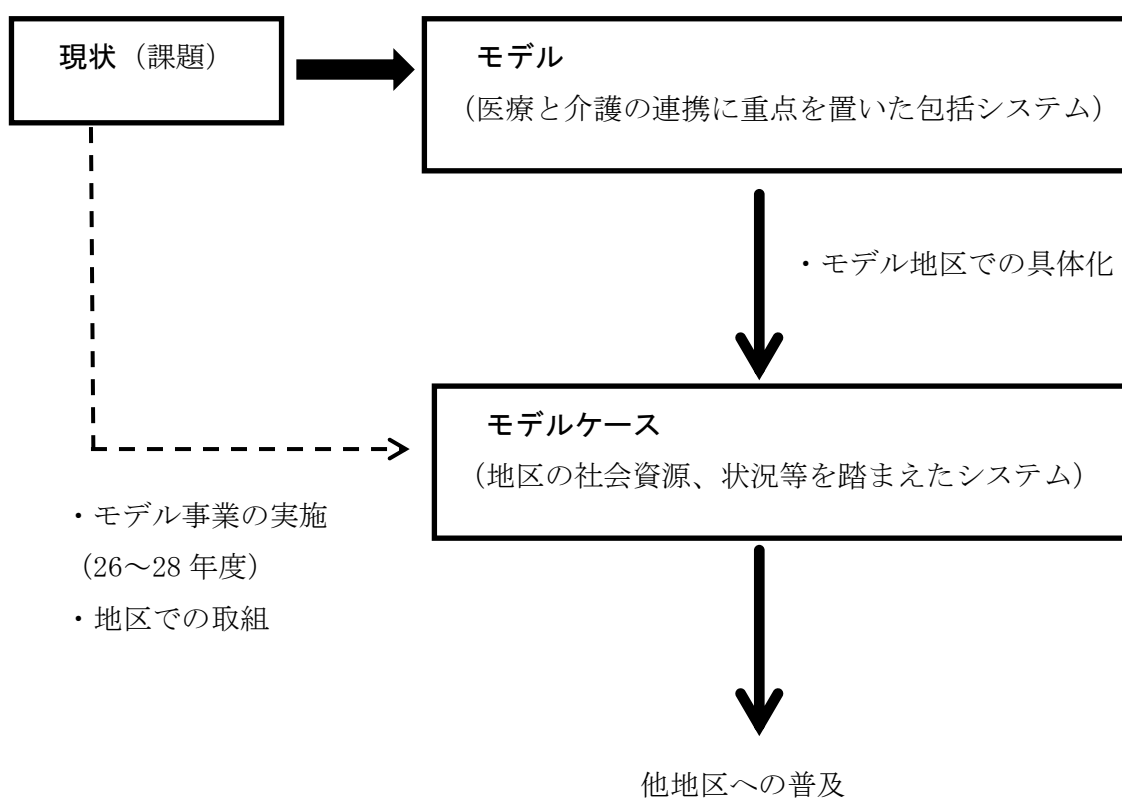 現状（課題）
モデル
（医療と介護の連携に重点を置いた包括システム）
・モデル地区での具体化
モデルケース
（地区の社会資源、状況等を踏まえたシステム）
・モデル事業の実施
（26～28 年度）
・地区での取組
他地区への普及